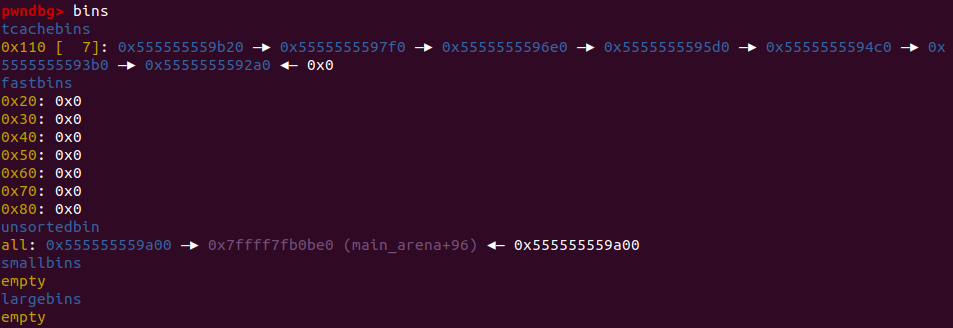 pwndbg> bins
tcachebins
0x110 [  7]: 0x555555559b20 —▸ 0x5555555597f0 —▸ 0x5555555596e0 —▸ 0x5555555595d0 —▸ 0x5555555594c0 —▸ 0x
5555555593b0 —▸ 0x5555555592a0 ◂— 0x0
fastbins
0x20: 0x0
0x30: 0x0
0x40: 0x0
0x50: 0x0
0x60: 0x0
0x70: 0x0
0x80: 0x0
unsortedbin
all: 0x555555559a00 —▸ 0x7ffff7fb0be0 (main_arena+96) ◂— 0x555555559a00
smallbins
empty
largebins
empty